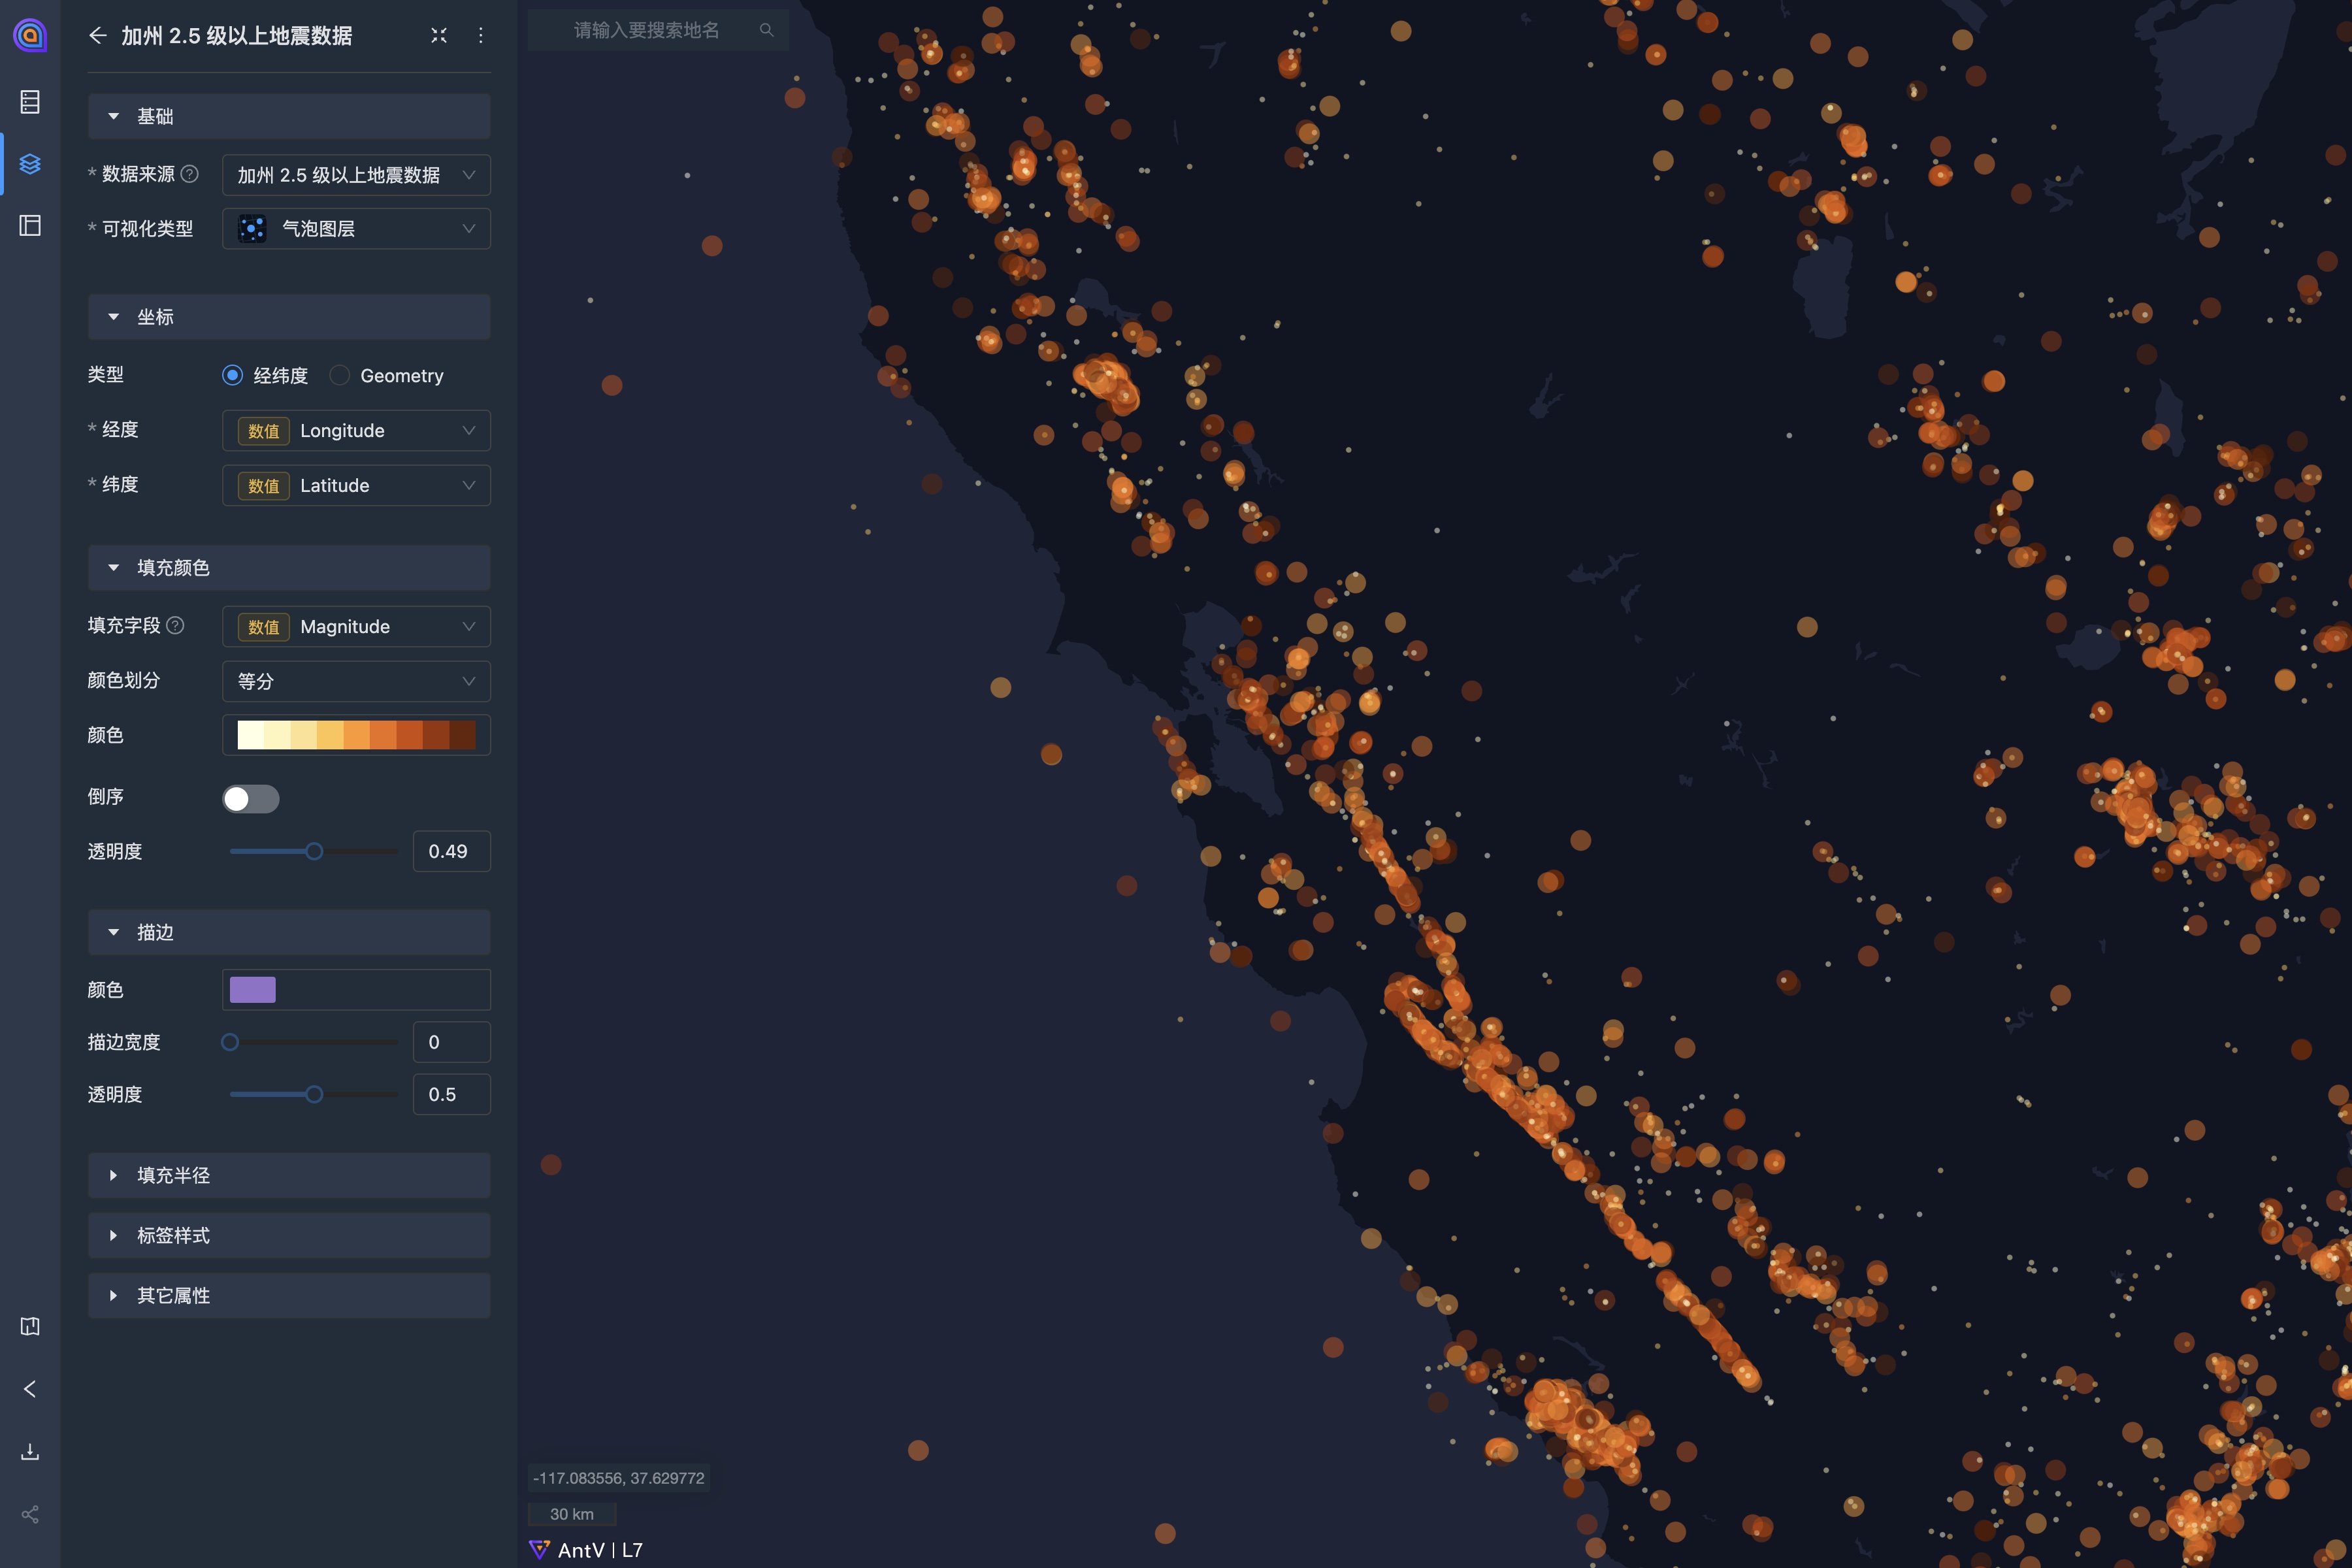 加州 2.5 级以上地震数据
基础
* 数据来源
加州 2.5 级以上地震数据
* 可视化类型
气泡图层
坐标
类型
经纬度
Geometry
* 经度
数值 Longitude
* 纬度
数值 Latitude
填充颜色
填充字段
数值 Magnitude
颜色划分
等分
颜色
倒序
透明度
0.49
描边
颜色
描边宽度
0
透明度
0.5
填充半径
标签样式
其它属性
请输入要搜索地名
-117.083556, 37.629772
30 km
AntV | L7